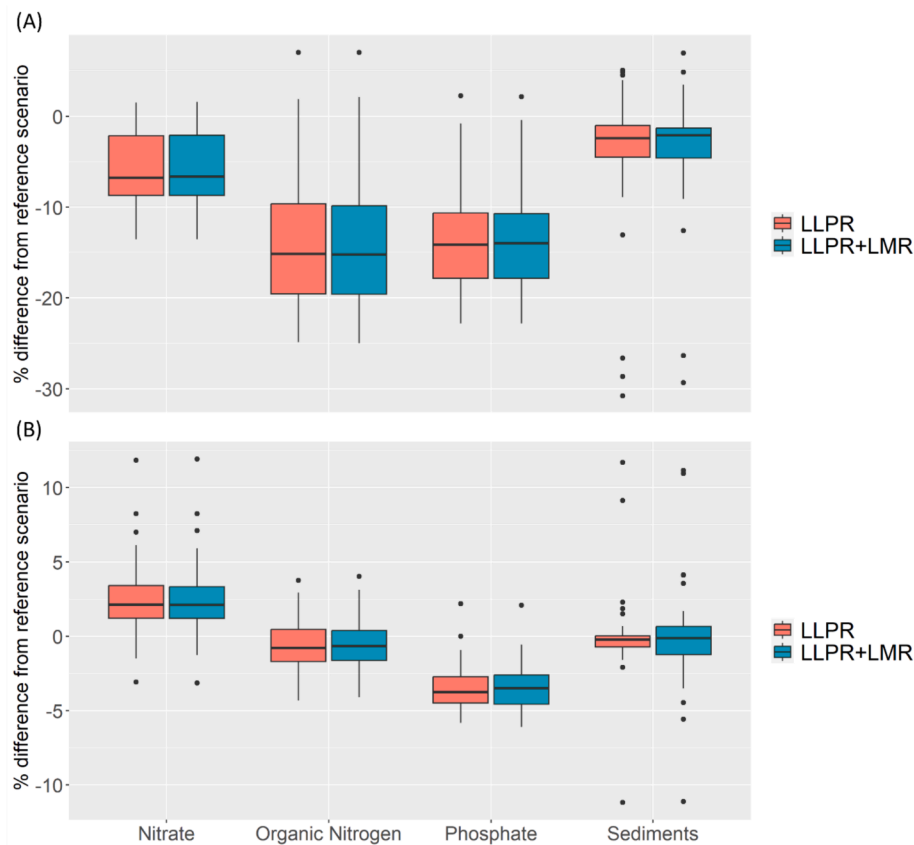 (A)
% difference from reference scenario
0
-10
-20
-30
LLPR
LLPR+LMR
(B)
% difference from reference scenario
10
5
0
-5
-10
LLPR
LLPR+LMR
Nitrate
Organic Nitrogen
Phosphate
Sediments